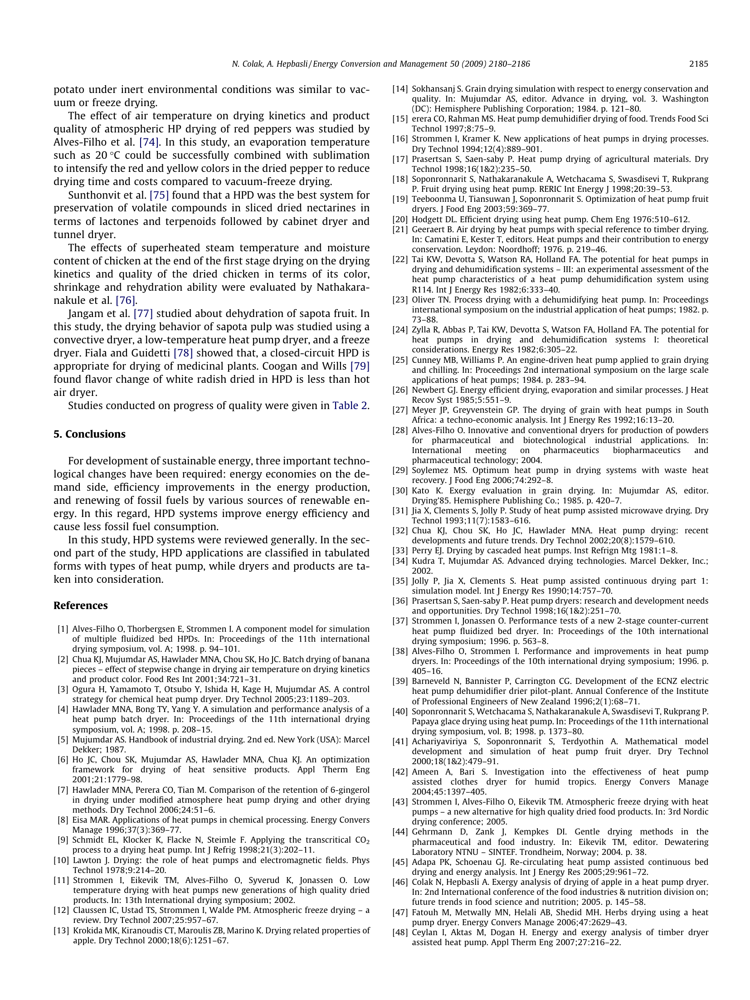 N. Colak, A. Hepbasli / Energy Conversion and Management 50 (2009) 2180–2186
2185
potato under inert environmental conditions was similar to vac-
uum or freeze drying.
The effect of air temperature on drying kinetics and product
quality of atmospheric HP drying of red peppers was studied by
Alves-Filho et al. [74]. In this study, an evaporation temperature
such as 20 °C could be successfully combined with sublimation
to intensify the red and yellow colors in the dried pepper to reduce
drying time and costs compared to vacuum-freeze drying.
Sunthonvit et al. [75] found that a HPD was the best system for
preservation of volatile compounds in sliced dried nectarines in
terms of lactones and terpenoids followed by cabinet dryer and
tunnel dryer.
The effects of superheated steam temperature and moisture
content of chicken at the end of the first stage drying on the drying
kinetics and quality of the dried chicken in terms of its color,
shrinkage and rehydration ability were evaluated by Nathakara-
nakule et al. [76].
Jangam et al. [77] studied about dehydration of sapota fruit. In
this study, the drying behavior of sapota pulp was studied using a
convective dryer, a low-temperature heat pump dryer, and a freeze
dryer. Fiala and Guidetti [78] showed that, a closed-circuit HPD is
appropriate for drying of medicinal plants. Coogan and Wills [79]
found flavor change of white radish dried in HPD is less than hot
air dryer.
Studies conducted on progress of quality were given in Table 2.
5. Conclusions
For development of sustainable energy, three important techno-
logical changes have been required: energy economies on the de-
mand side, efficiency improvements in the energy production,
and renewing of fossil fuels by various sources of renewable en-
ergy. In this regard, HPD systems improve energy efficiency and
cause less fossil fuel consumption.
In this study, HPD systems were reviewed generally. In the sec-
ond part of the study, HPD applications are classified in tabulated
forms with types of heat pump, while dryers and products are ta-
ken into consideration.
References
[1] Alves-Filho O, Thorbergsen E, Strommen I. A component model for simulation
of multiple fluidized bed HPDs. In: Proceedings of the 11th international
drying symposium, vol. A; 1998. p. 94–101.
[2] Chua KJ, Mujumdar AS, Hawlader MNA, Chou SK, Ho JC. Batch drying of banana
pieces – effect of stepwise change in drying air temperature on drying kinetics
and product color. Food Res Int 2001;34:721–31.
[3] Ogura H, Yamamoto T, Otsubo Y, Ishida H, Kage H, Mujumdar AS. A control
strategy for chemical heat pump dryer. Dry Technol 2005;23:1189–203.
[4] Hawlader MNA, Bong TY, Yang Y. A simulation and performance analysis of a
heat pump batch dryer. In: Proceedings of the 11th international drying
symposium, vol. A; 1998. p. 208–15.
[5] Mujumdar AS. Handbook of industrial drying. 2nd ed. New York (USA): Marcel
Dekker; 1987.
[6] Ho JC, Chou SK, Mujumdar AS, Hawlader MNA, Chua KJ. An optimization
framework for drying of heat sensitive products. Appl Therm Eng
2001;21:1779–98.
[7] Hawlader MNA, Perera CO, Tian M. Comparison of the retention of 6-gingerol
in drying under modified atmosphere heat pump drying and other drying
methods. Dry Technol 2006;24:51–6.
[8] Eisa MAR. Applications of heat pumps in chemical processing. Energy Convers
Manage 1996;37(3):369–77.
[9] Schmidt EL, Klocker K, Flacke N, Steimle F. Applying the transcritical CO₂
process to a drying heat pump. Int J Refrig 1998;21(3):202–11.
[10] Lawton J. Drying: the role of heat pumps and electromagnetic fields. Phys
Technol 1978;9:214–20.
[11] Strommen I, Eikevik TM, Alves-Filho O, Syverud K, Jonassen O. Low
temperature drying with heat pumps new generations of high quality dried
products. In: 13th International drying symposium; 2002.
[12] Claussen IC, Ustad TS, Strommen I, Walde PM. Atmospheric freeze drying – a
review. Dry Technol 2007;25:957–67.
[13] Krokida MK, Kiranoudis CT, Maroulis ZB, Marino K. Drying related properties of
apple. Dry Technol 2000;18(6):1251–67.
[14] Sokhansanj S. Grain drying simulation with respect to energy conservation and
quality. In: Mujumdar AS, editor. Advance in drying, vol. 3. Washington
(DC): Hemisphere Publishing Corporation; 1984. p. 121–80.
[15] erera CO, Rahman MS. Heat pump demuhidifier drying of food. Trends Food Sci
Technol 1997;8:75–9.
[16] Strommen I, Kramer K. New applications of heat pumps in drying processes.
Dry Technol 1994;12(4):889–901.
[17] Prasertsan S, Saen-saby P. Heat pump drying of agricultural materials. Dry
Technol 1998;16(1&2):235–50.
[18] Soponronnarit S, Nathakaranakule A, Wetchacama S, Swasdisevi T, Rukprang
P. Fruit drying using heat pump. RERIC Int Energy J 1998;20:39–53.
[19] Teeboonma U, Tiansuwan J, Soponronnarit S. Optimization of heat pump fruit
dryers. J Food Eng 2003;59:369–77.
[20] Hodgett DL. Efficient drying using heat pump. Chem Eng 1976:510–612.
[21] Geeraert B. Air drying by heat pumps with special reference to timber drying.
In: Camatini E, Kester T, editors. Heat pumps and their contribution to energy
conservation. Leydon: Noordhoff; 1976. p. 219–46.
[22] Tai KW, Devotta S, Watson RA, Holland FA. The potential for heat pumps in
drying and dehumidification systems – III: an experimental assessment of the
heat pump characteristics of a heat pump dehumidification system using
R114. Int J Energy Res 1982;6:333–40.
[23] Oliver TN. Process drying with a dehumidifying heat pump. In: Proceedings
international symposium on the industrial application of heat pumps; 1982. p.
73–88.
[24] Zylla R, Abbas P, Tai KW, Devotta S, Watson FA, Holland FA. The potential for
heat pumps in drying and dehumidification systems I: theoretical
considerations. Energy Res 1982;6:305–22.
[25] Cunney MB, Williams P. An engine-driven heat pump applied to grain drying
and chilling. In: Proceedings 2nd international symposium on the large scale
applications of heat pumps; 1984. p. 283–94.
[26] Newbert GJ. Energy efficient drying, evaporation and similar processes. J Heat
Recov Syst 1985;5:551–9.
[27] Meyer JP, Greyvenstein GP. The drying of grain with heat pumps in South
Africa: a techno-economic analysis. Int J Energy Res 1992;16:13–20.
[28] Alves-Filho O. Innovative and conventional dryers for production of powders
for pharmaceutical and biotechnological industrial applications. In:
International meeting on pharmaceutics biopharmaceutics and
pharmaceutical technology; 2004.
[29] Soylemez MS. Optimum heat pump in drying systems with waste heat
recovery. J Food Eng 2006;74:292–8.
[30] Kato K. Exergy evaluation in grain drying. In: Mujumdar AS, editor.
Drying'85. Hemisphere Publishing Co.; 1985. p. 420–7.
[31] Jia X, Clements S, Jolly P. Study of heat pump assisted microwave drying. Dry
Technol 1993;11(7):1583–616.
[32] Chua KJ, Chou SK, Ho JC, Hawlader MNA. Heat pump drying: recent
developments and future trends. Dry Technol 2002;20(8):1579–610.
[33] Perry EJ. Drying by cascaded heat pumps. Inst Refrign Mtg 1981:1–8.
[34] Kudra T, Mujumdar AS. Advanced drying technologies. Marcel Dekker, Inc.;
2002.
[35] Jolly P, Jia X, Clements S. Heat pump assisted continuous drying part 1:
simulation model. Int J Energy Res 1990;14:757–70.
[36] Prasertsan S, Saen-saby P. Heat pump dryers: research and development needs
and opportunities. Dry Technol 1998;16(1&2):251–70.
[37] Strommen I, Jonassen O. Performance tests of a new 2-stage counter-current
heat pump fluidized bed dryer. In: Proceedings of the 10th international
drying symposium; 1996. p. 563–8.
[38] Alves-Filho O, Strommen I. Performance and improvements in heat pump
dryers. In: Proceedings of the 10th international drying symposium; 1996. p.
405–16.
[39] Barneveld N, Bannister P, Carrington CG. Development of the ECNZ electric
heat pump dehumidifier drier pilot-plant. Annual Conference of the Institute
of Professional Engineers of New Zealand 1996;2(1):68–71.
[40] Soponronnarit S, Wetchacama S, Nathakaranakule A, Swasdisevi T, Rukprang P.
Papaya glace drying using heat pump. In: Proceedings of the 11th international
drying symposium, vol. B; 1998. p. 1373–80.
[41] Achariyaviriya S, Soponronnarit S, Terdyothin A. Mathematical model
development and simulation of heat pump fruit dryer. Dry Technol
2000;18(1&2):479–91.
[42] Ameen A, Bari S. Investigation into the effectiveness of heat pump
assisted clothes dryer for humid tropics. Energy Convers Manage
2004;45:1397–405.
[43] Strommen I, Alves-Filho O, Eikevik TM. Atmospheric freeze drying with heat
pumps – a new alternative for high quality dried food products. In: 3rd Nordic
drying conference; 2005.
[44] Gehrmann D, Zank J, Kempkes DI. Gentle drying methods in the
pharmaceutical and food industry. In: Eikevik TM, editor. Dewatering
Laboratory NTNU – SINTEF. Trondheim, Norway; 2004. p. 38.
[45] Adapa PK, Schoenau GJ. Re-circulating heat pump assisted continuous bed
drying and energy analysis. Int J Energy Res 2005;29:961–72.
[46] Colak N, Hepbasli A. Exergy analysis of drying of apple in a heat pump dryer.
In: 2nd International conference of the food industries & nutrition division on;
future trends in food science and nutrition; 2005. p. 145–58.
[47] Fatouh M, Metwally MN, Helali AB, Shedid MH. Herbs drying using a heat
pump dryer. Energy Convers Manage 2006;47:2629–43.
[48] Ceylan I, Aktas M, Dogan H. Energy and exergy analysis of timber dryer
assisted heat pump. Appl Therm Eng 2007;27:216–22.